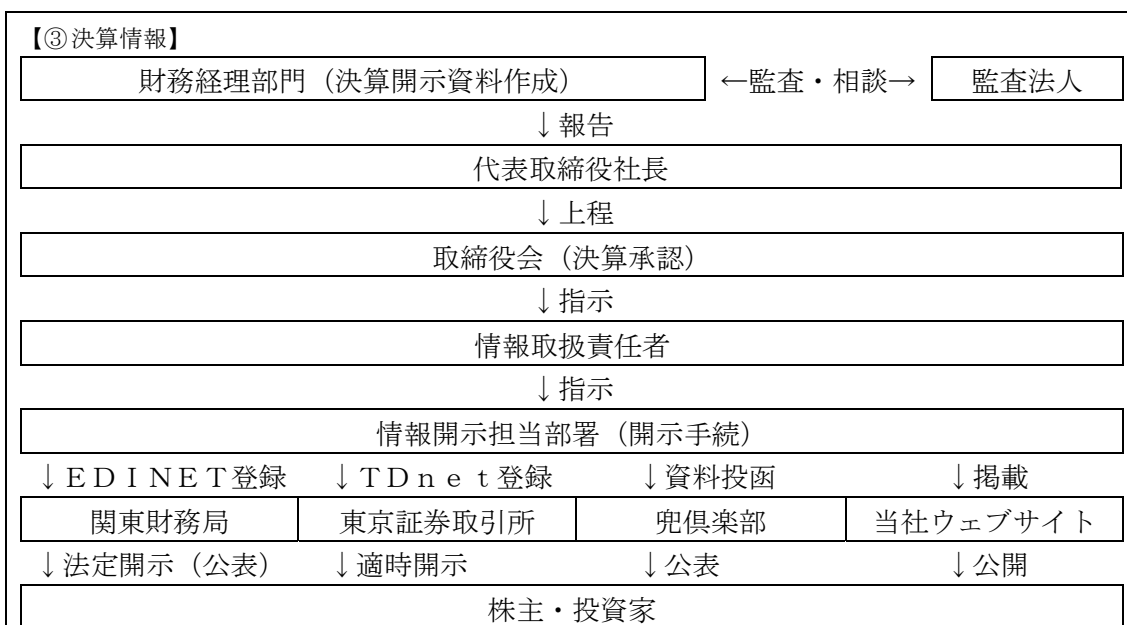 【③決算情報】
財務経理部門(決算開示資料作成) ←監査・相談→ 監査法人
↓報告
代表取締役社長
↓上程
取締役会(決算承認)
↓指示
情報取扱責任者
↓指示
情報開示担当部署(開示手続)
↓EDINET登録 ↓TDnet登録 ↓資料投函 ↓掲載
関東財務局 東京証券取引所 兜倶楽部 当社ウェブサイト
↓法定開示(公表) ↓適時開示 ↓公表 ↓公開
株主・投資家